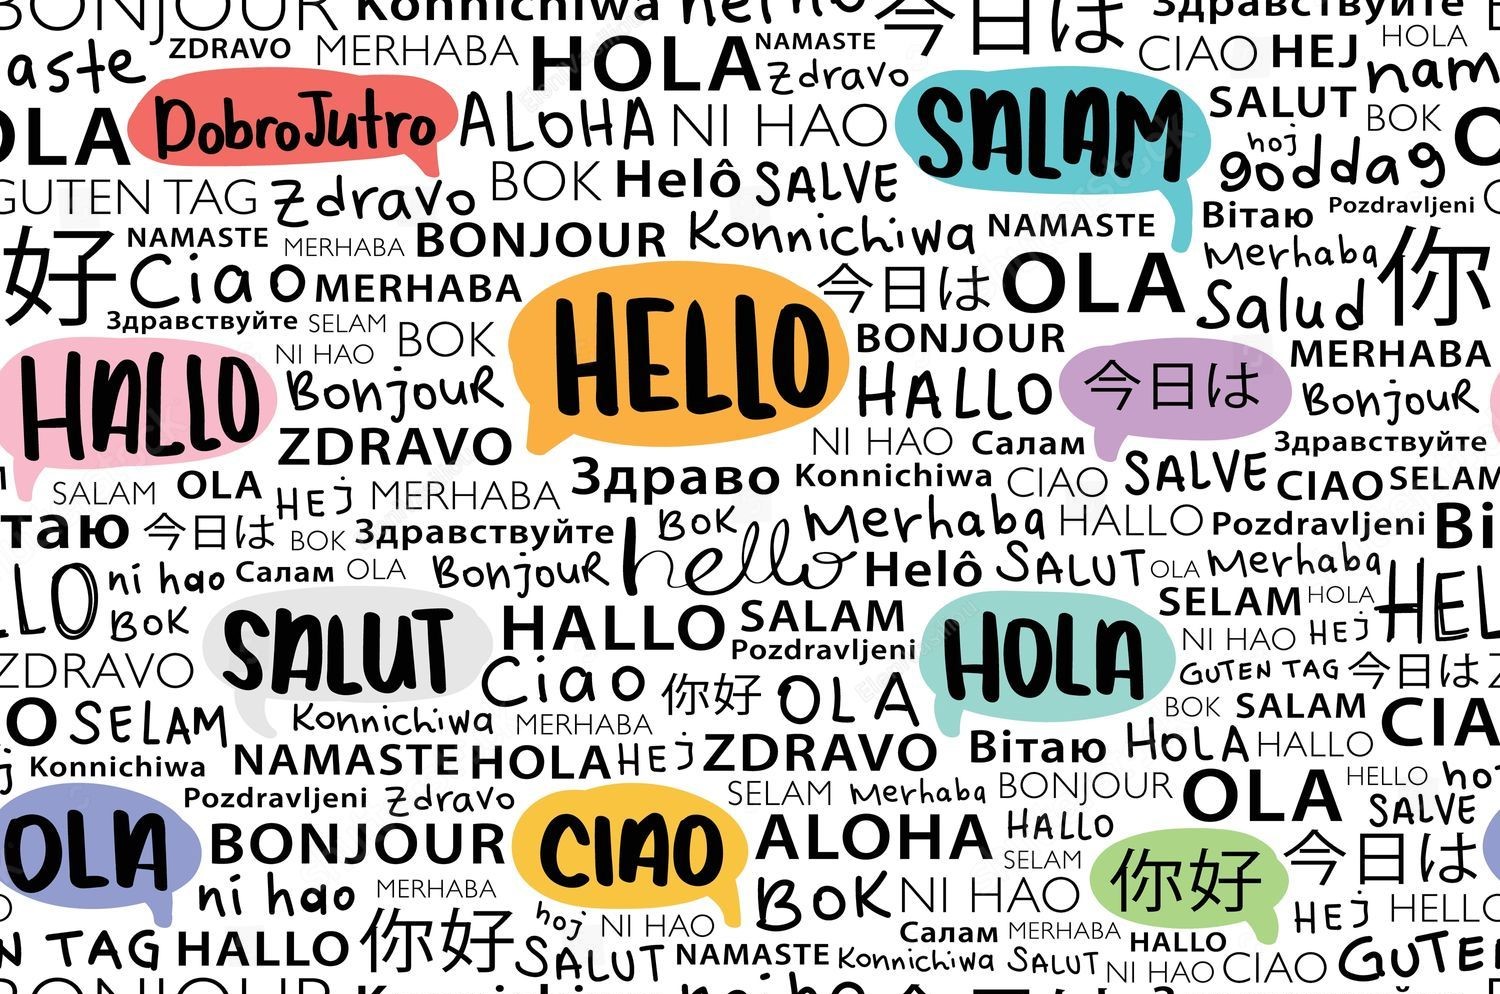 BONJOUR Konnichiwa Здравствуйте
ZDRAVO MERHABA HOLA NAMASTE 今日は CIAO HEJ HOLA
aste Zdravo nam
OLA DobroJutro ALOHA NI HAO SALAM SALUT BOK
hoj goddag
GUTEN TAG Zdravo BOK Helô SALVE Вітаю Pozdravljeni
好 NAMASTE MERHABA BONJOUR Konnichiwa NAMASTE Merhaba 你
Ciao MERHABA HELLO 今日は OLA Salud
Здравствуйте SELAM BOK BONJOUR MERHABA
HALLO NI HAO Bonjour HALLO 今日は Bonjour
ZDRAVO NI HAO Салам Здравствуйте
SALAM OLA HEJ MERHABA Здраво Konnichiwa CIAO SALVE CIAO SELAM
таю 今日は BOK Здравствуйте BOK hello Merhaba HALLO Pozdravljeni Ві
LLO ni hao Салам OLA Bonjour Helô SALUT OLA Merhaba HEL
BOK SALUT HALLO SALAM HOLA SELAM HOLA
ZDRAVO Pozdravljeni NI HAO HEJ
Ciao 你好 OLA GUTEN TAG 今日は
O SELAM Konnichiwa MERHABA BOK SALAM CIA
Konnichiwa NAMASTE HOLA HEJ ZDRAVO Вітаю HOLA HALLO
Pozdravljeni Zdravo SELAM Merhaba BONJOUR OLA HELLO ho
OLA BONJOUR CIAO ALOHA HALLO SALVE
ni hao MERHABA SELAM 你好 今日は
hoj NI HAO BOK NI HAO HEJ HELLO
N TAG HALLO 你好 SALUT NAMASTE Салам MERHABA HALLO GUTEN
Konnichiwa SALUT NI HAO CIAO
BONJOUR Konnichiwa